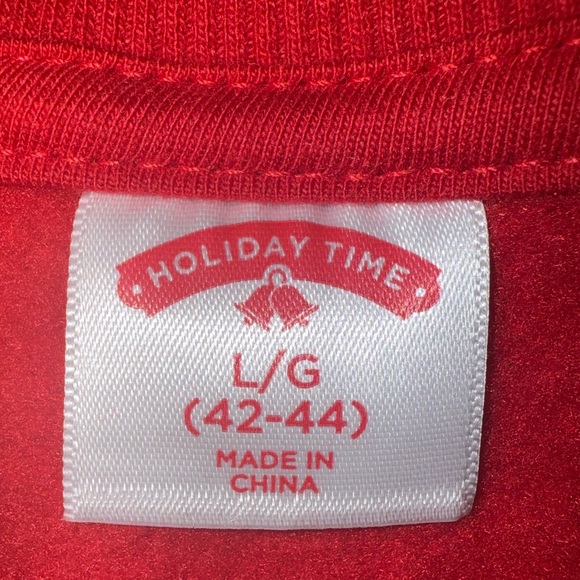 · HOLIDAY TIME ·
L/G
(42-44)
MADE IN
CHINA